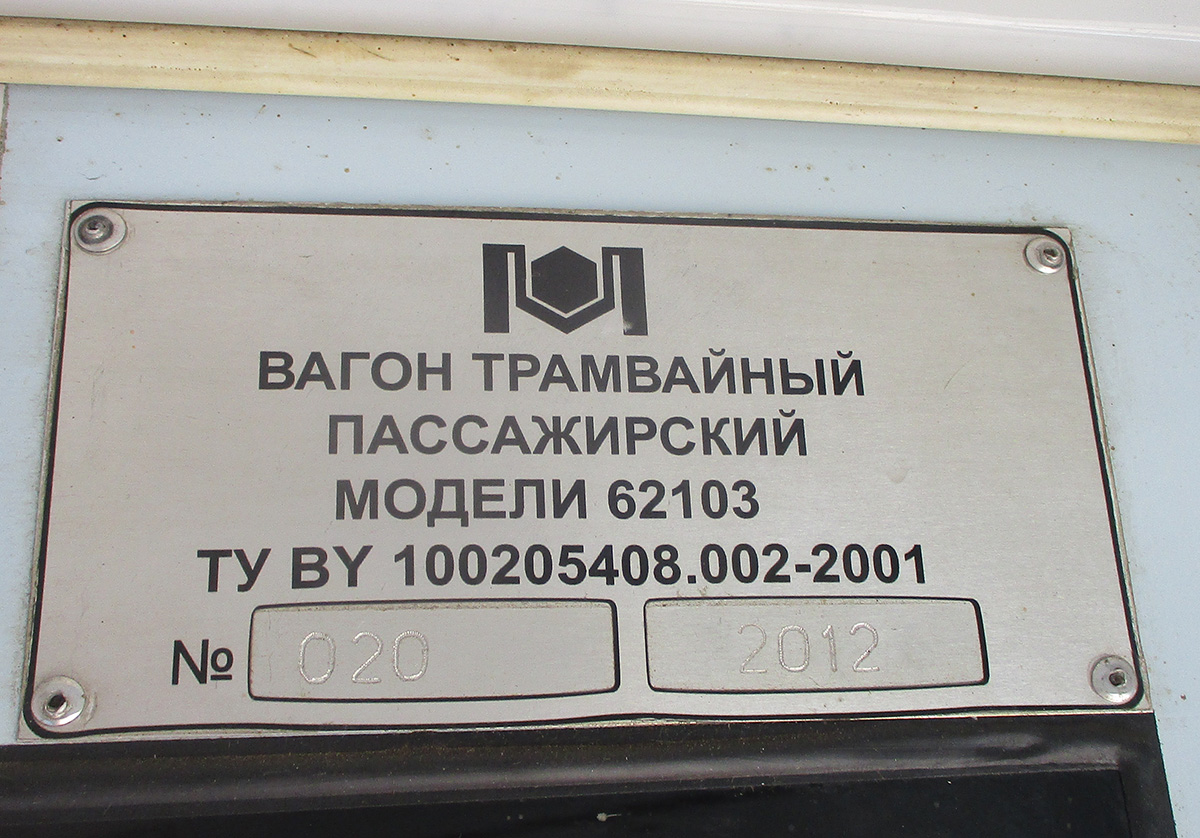 ВАГОН ТРАМВАЙНЫЙ
ПАССАЖИРСКИЙ
МОДЕЛИ 62103
ТУ BY 100205408.002-2001
№ 020 2012